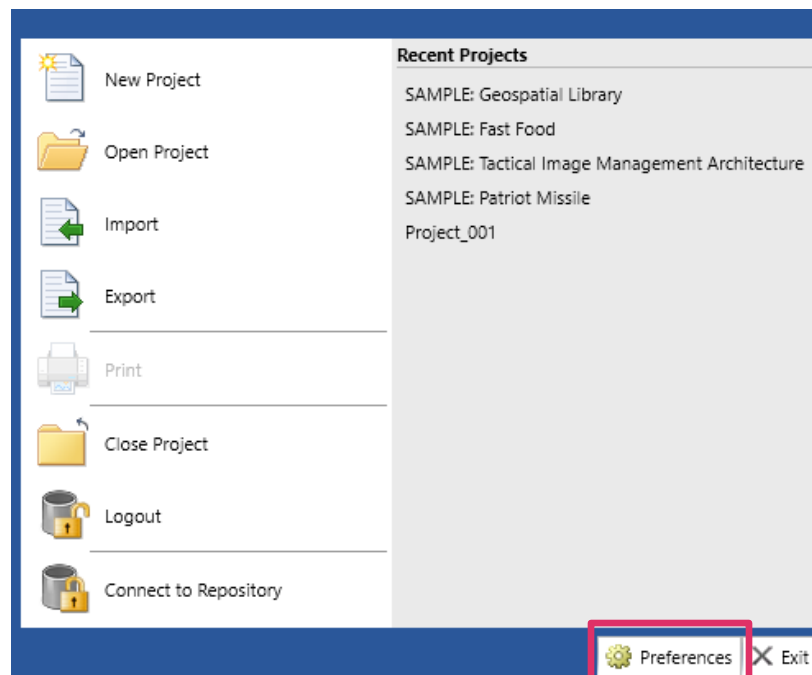 New Project
Open Project
Import
Export
Print
Close Project
Logout
Connect to Repository
Recent Projects
SAMPLE: Geospatial Library
SAMPLE: Fast Food
SAMPLE: Tactical Image Management Architecture
SAMPLE: Patriot Missile
Project_001
Preferences
Exit